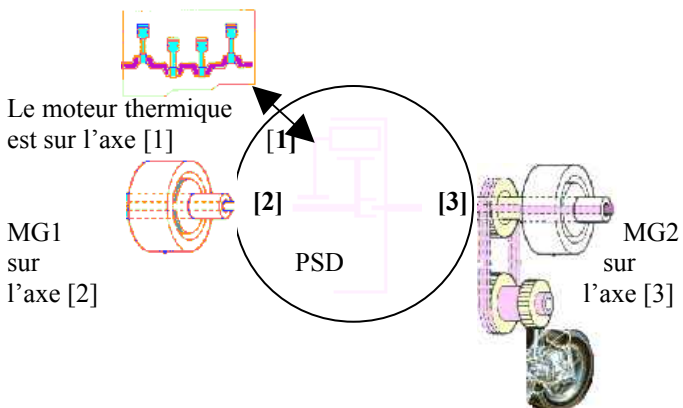 Le moteur thermique
est sur l’axe [1]
[1]
[2]
[3]
MG1
sur
l’axe [2]
PSD
MG2
sur
l’axe [3]